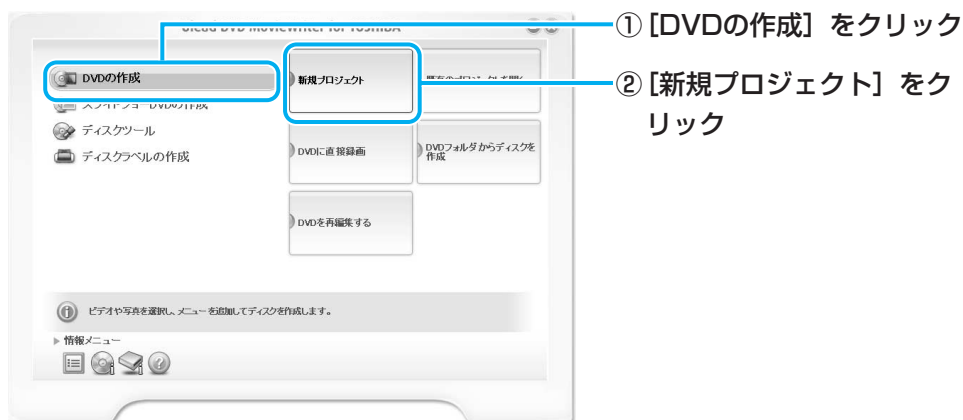 Ulead DVD MovieWriter for TOSHIBA
①[DVDの作成]をクリック
DVDの作成
新規プロジェクト
②[新規プロジェクト]をク
リック
スライドショーDVDの作成
ディスクツール
ディスクラベルの作成
DVDに直接録画
DVDフォルダからディスクを
作成
DVDを再編集する
ビデオや写真を選択し、メニューを追加してディスクを作成します。
情報メニュー